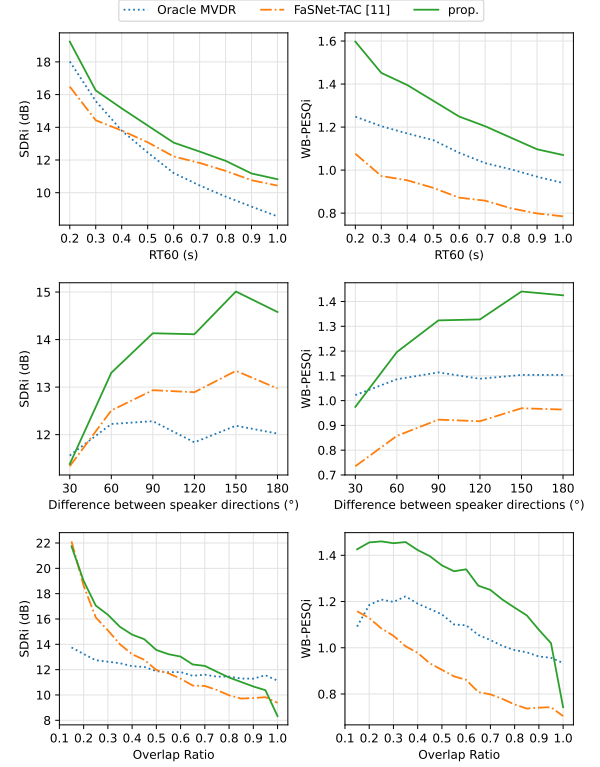 Oracle MVDR FaSNet-TAC [11] prop.
18
16
14
12
10
SDRi (dB)
0.2 0.3 0.4 0.5 0.6 0.7 0.8 0.9 1.0
RT60 (s)
1.6
1.4
1.2
1.0
0.8
WB-PESQi
0.2 0.3 0.4 0.5 0.6 0.7 0.8 0.9 1.0
RT60 (s)
15
14
13
12
SDRi (dB)
30 60 90 120 150 180
Difference between speaker directions (°)
1.4
1.3
1.2
1.1
1.0
0.9
0.8
0.7
WB-PESQi
30 60 90 120 150 180
Difference between speaker directions (°)
22
20
18
16
14
12
10
8
SDRi (dB)
0.1 0.2 0.3 0.4 0.5 0.6 0.7 0.8 0.9 1.0
Overlap Ratio
1.4
1.2
1.0
0.8
WB-PESQi
0.1 0.2 0.3 0.4 0.5 0.6 0.7 0.8 0.9 1.0
Overlap Ratio